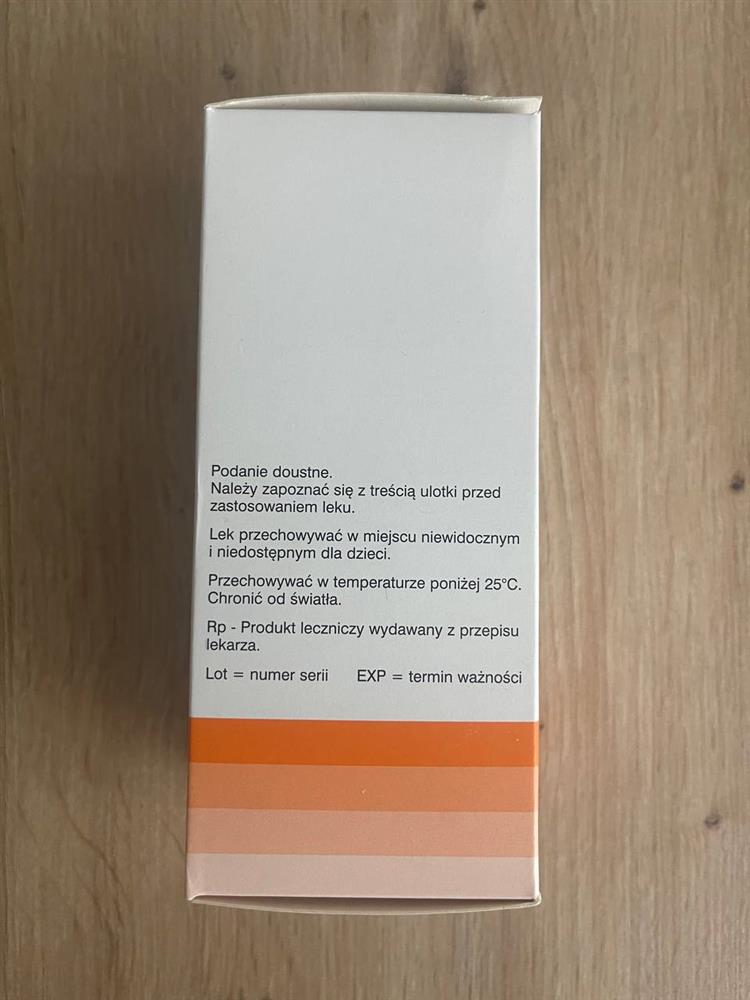 Podanie doustne.
Należy zapoznać się z treścią ulotki przed
zastosowaniem leku.
Lek przechowywać w miejscu niewidocznym
i niedostępnym dla dzieci.
Przechowywać w temperaturze poniżej 25°C.
Chronić od światła.
Rp - Produkt leczniczy wydawany z przepisu
lekarza.
Lot = numer serii EXP = termin ważności